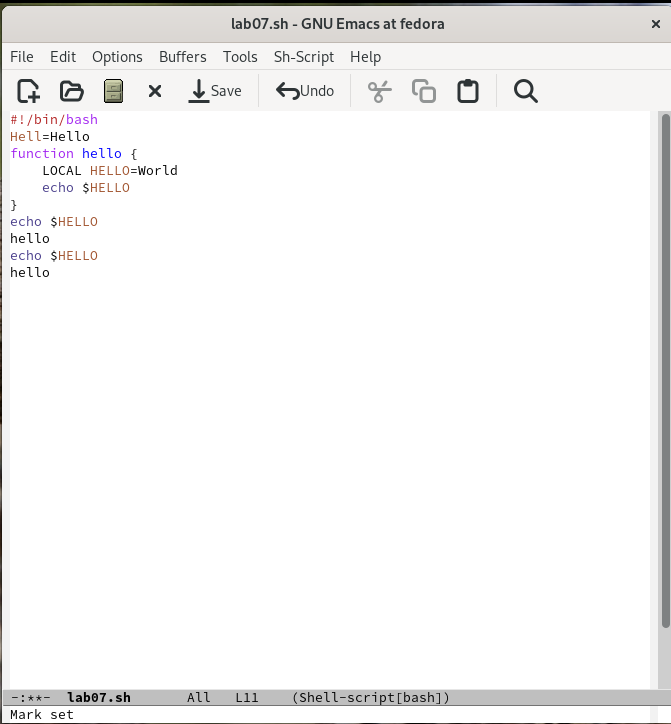 lab07.sh - GNU Emacs at fedora
File Edit Options Buffers Tools Sh-Script Help
Save Undo
#!/bin/bash
Hell=Hello
function hello {
    LOCAL HELLO=World
    echo $HELLO
}
echo $HELLO
hello
echo $HELLO
hello
-:**-  lab07.sh       All   L11    (Shell-script[bash])
Mark set